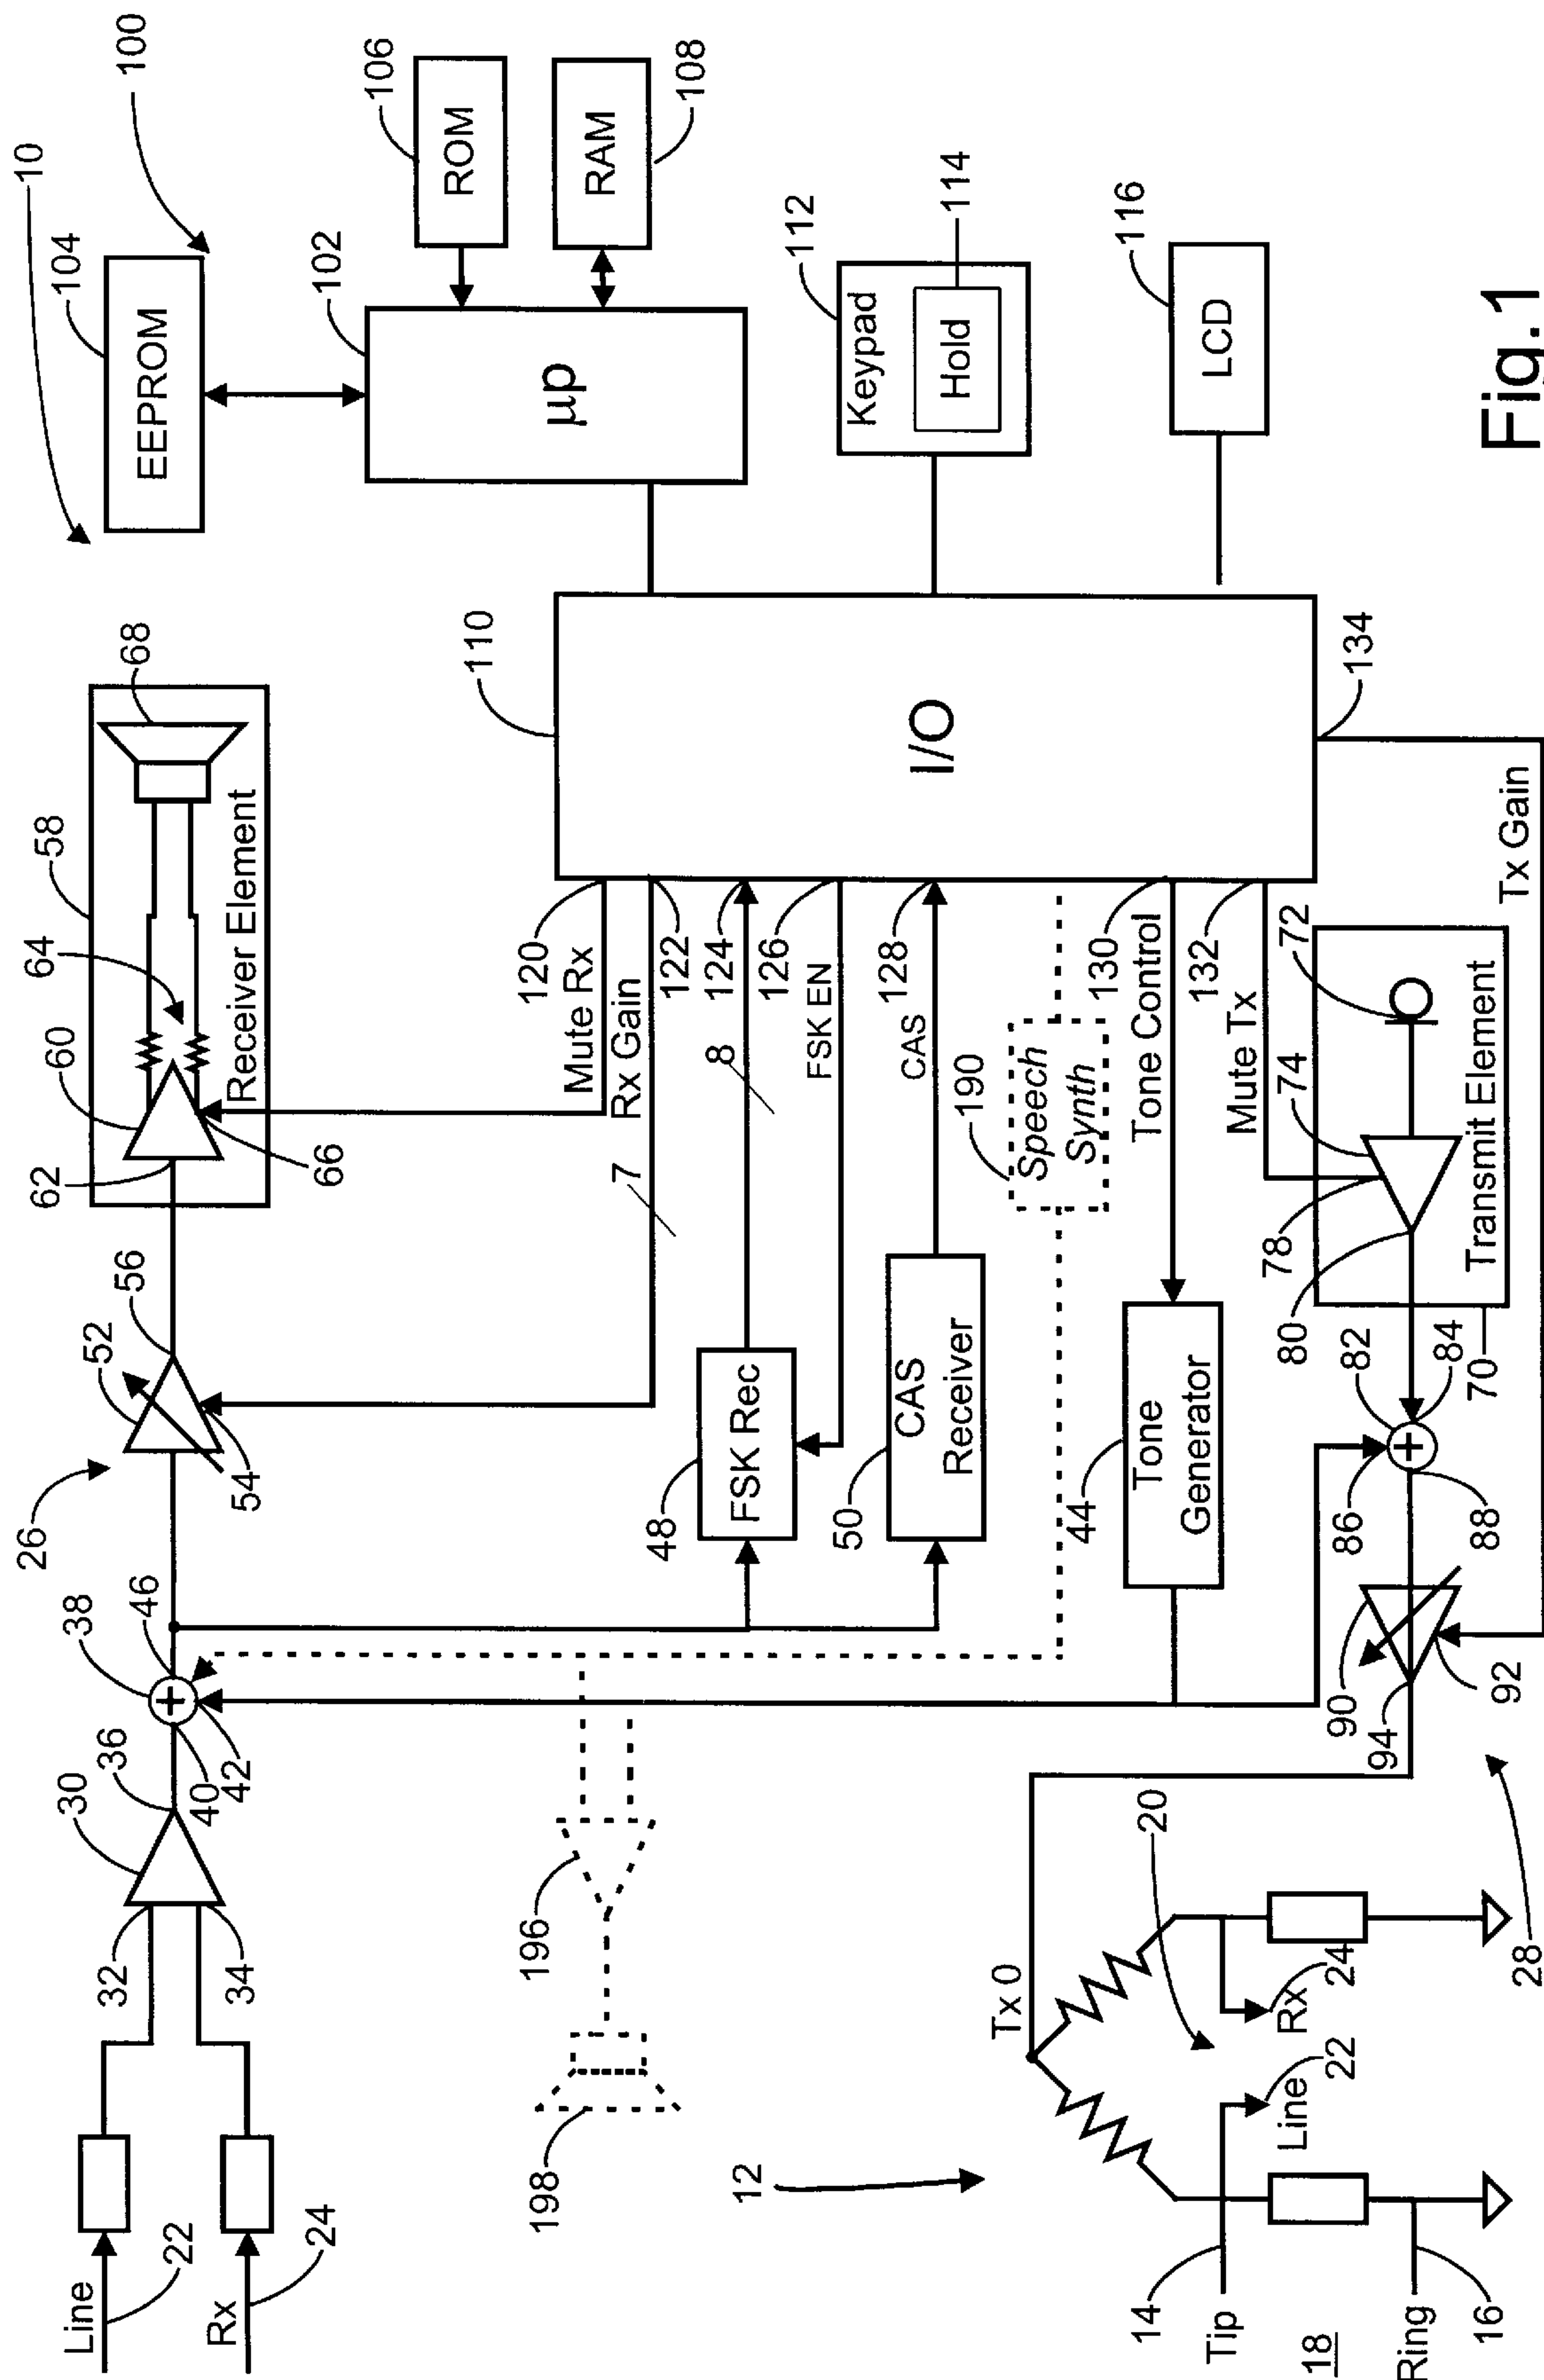 10
100
104
EEPROM
106
ROM
108
RAM
102
µp
112
Keypad
Hold
114
116
LCD
110
I/O
134
Tx Gain
58
68
64
60
62
66
Receiver Element
120
Mute Rx
Rx Gain
122
7
124
8
126
FSK EN
128
CAS
190
Speech
Synth
130
Tone Control
132
Mute Tx
72
74
78
80
Transmit Element
70
82
84
86
88
90
92
94
26
52
54
56
48
FSK Rec
50
CAS
Receiver
44
Tone
Generator
38
46
+
40
42
30
36
32
34
Line
22
Rx
24
196
198
12
Tx 0
20
14
Tip
18
Ring
16
Line
22
Rx
24
28
+
Fig.1